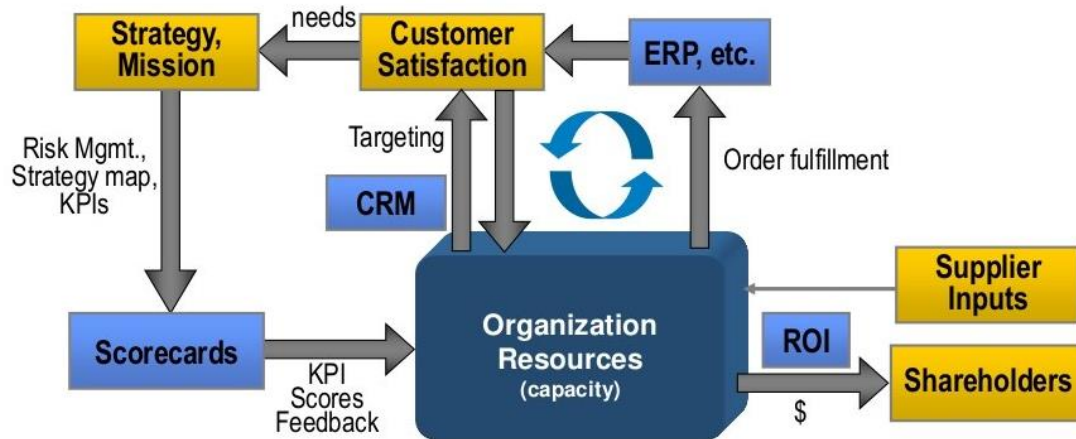 needs
Strategy,
Mission
Customer
Satisfaction
ERP, etc.
Targeting
Order fulfillment
Risk Mgmt.,
Strategy map,
KPIs
CRM
Supplier
Inputs
Organization
Resources
(capacity)
Scorecards
ROI
KPI
Scores
Feedback
$
Shareholders